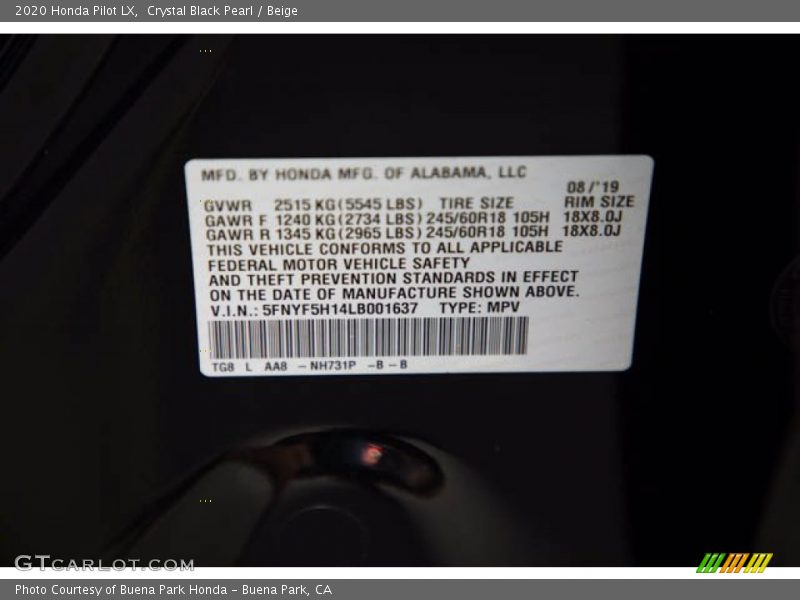 2020 Honda Pilot LX,  Crystal Black Pearl / Beige
MFD. BY HONDA MFG. OF ALABAMA, LLC
08/'19
GVWR 2515 KG(5545 LBS) TIRE SIZE RIM SIZE
GAWR F 1240 KG(2734 LBS) 245/60R18 105H 18X8.0J
GAWR R 1345 KG(2965 LBS) 245/60R18 105H 18X8.0J
THIS VEHICLE CONFORMS TO ALL APPLICABLE
FEDERAL MOTOR VEHICLE SAFETY
AND THEFT PREVENTION STANDARDS IN EFFECT
ON THE DATE OF MANUFACTURE SHOWN ABOVE.
V.I.N.: 5FNYF5H14LB001637 TYPE: MPV
TG8 L AA8 - NH731P - B - B
GTCARLOT.COM
Photo Courtesy of Buena Park Honda - Buena Park, CA